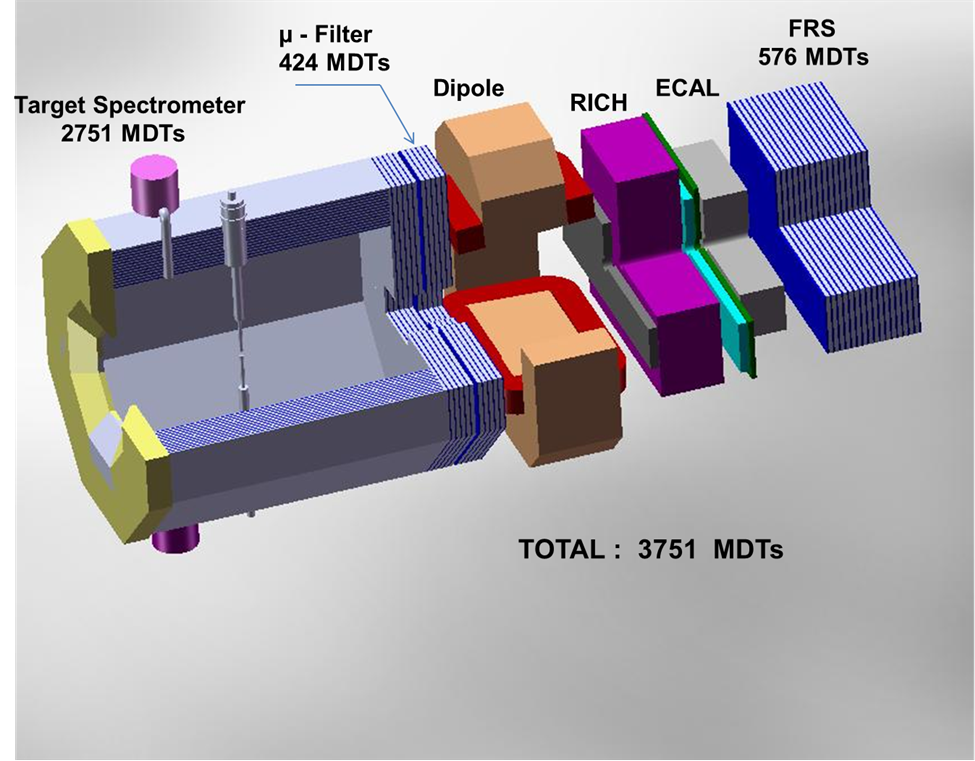 µ - Filter
424 MDTs
FRS
576 MDTs
Dipole
ECAL
RICH
Target Spectrometer
2751 MDTs
TOTAL : 3751 MDTs